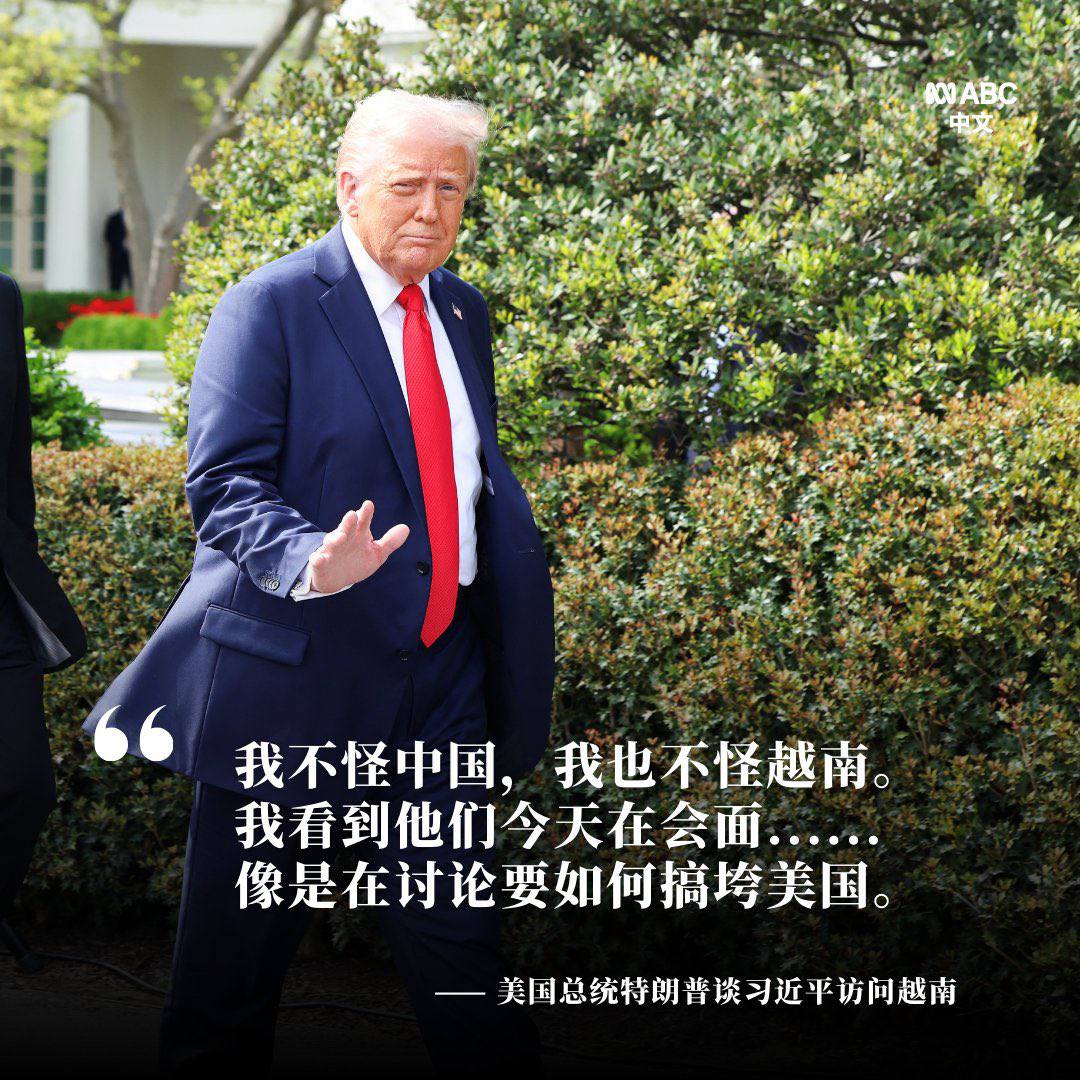 ABC
中文
“
我不怪中国，我也不怪越南。
我看到他们今天在会面……
像是在讨论要如何搞垮美国。
—— 美国总统特朗普谈习近平访问越南